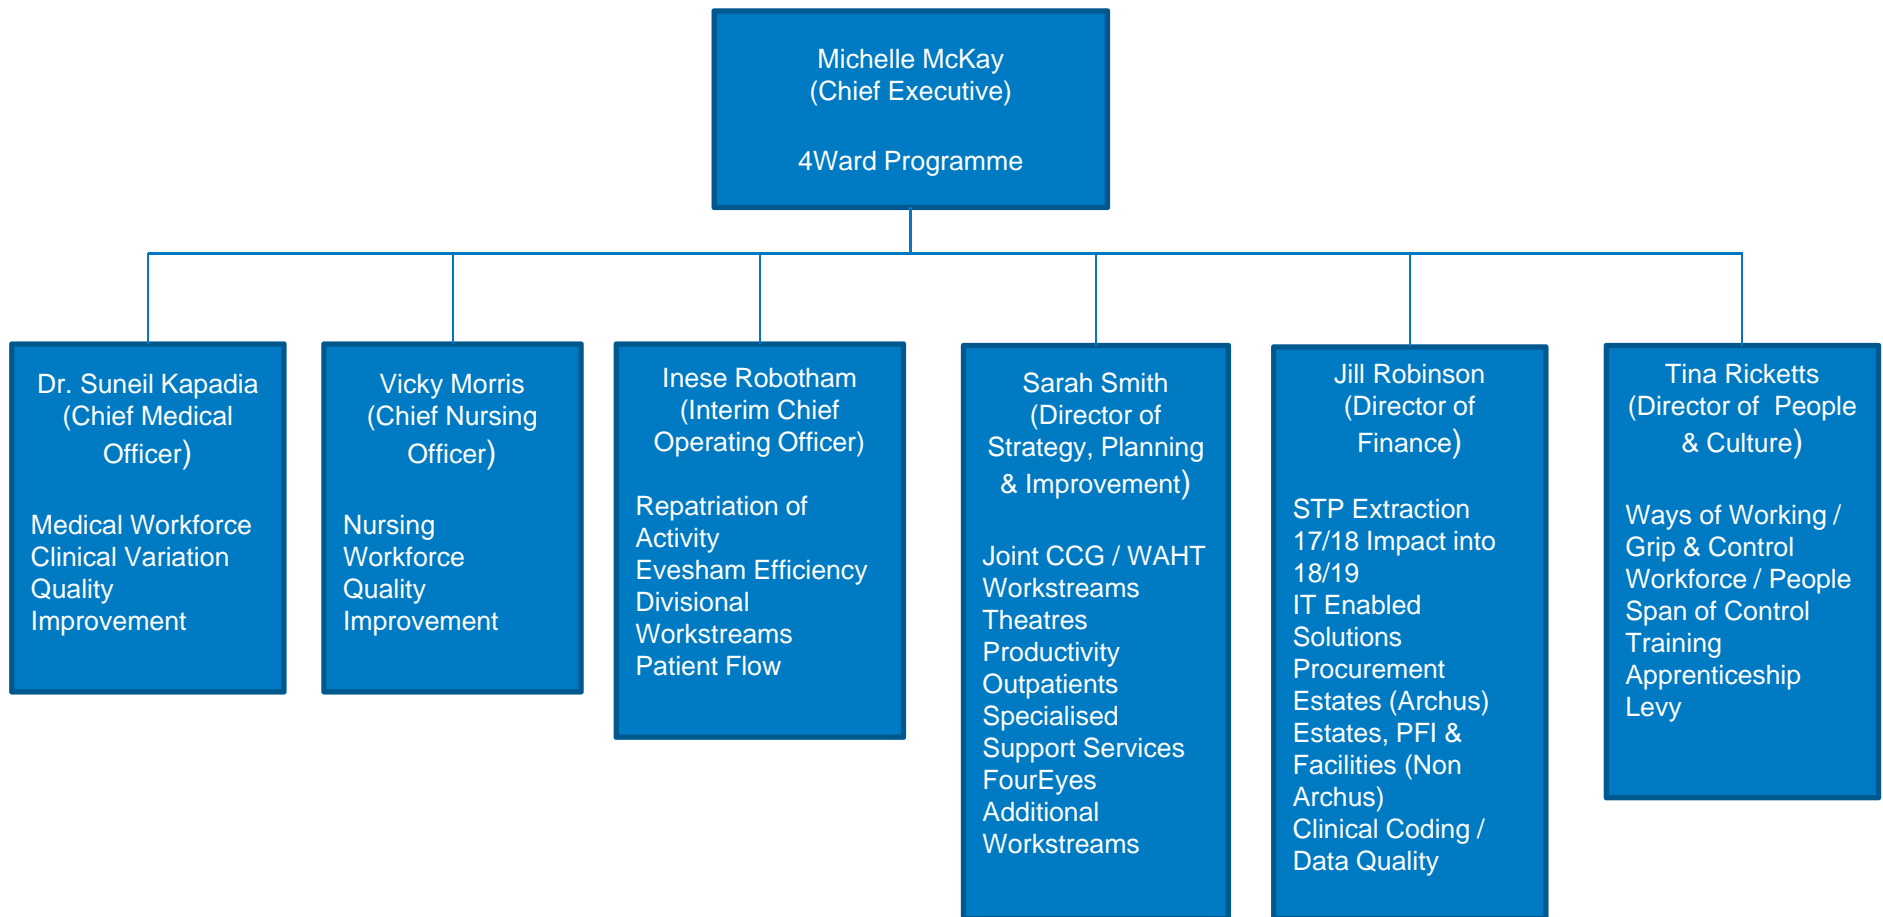 Michelle McKay
(Chief Executive)
4Ward Programme
Dr. Suneil Kapadia
(Chief Medical
Officer)
Medical Workforce
Clinical Variation
Quality
Improvement
Vicky Morris
(Chief Nursing
Officer)
Nursing
Workforce
Quality
Improvement
Inese Robotham
(Interim Chief
Operating Officer)
Repatriation of
Activity
Evesham Efficiency
Divisional
Workstreams
Patient Flow
Sarah Smith
(Director of
Strategy, Planning
& Improvement)
Joint CCG / WAHT
Workstreams
Theatres
Productivity
Outpatients
Specialised
Support Services
FourEyes
Additional
Workstreams
Jill Robinson
(Director of
Finance)
STP Extraction
17/18 Impact into
18/19
IT Enabled
Solutions
Procurement
Estates (Archus)
Estates, PFI &
Facilities (Non
Archus)
Clinical Coding /
Data Quality
Tina Ricketts
(Director of  People
& Culture)
Ways of Working /
Grip & Control
Workforce / People
Span of Control
Training
Apprenticeship
Levy